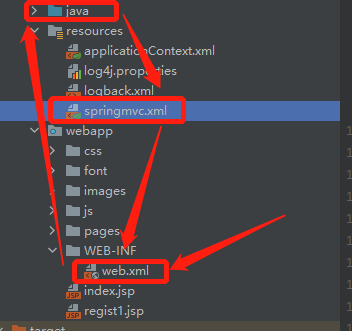 java
resources
applicationContext.xml
log4j.properties
logback.xml
springmvc.xml
webapp
css
font
images
js
pages
WEB-INF
web.xml
index.jsp
regist1.jsp
target